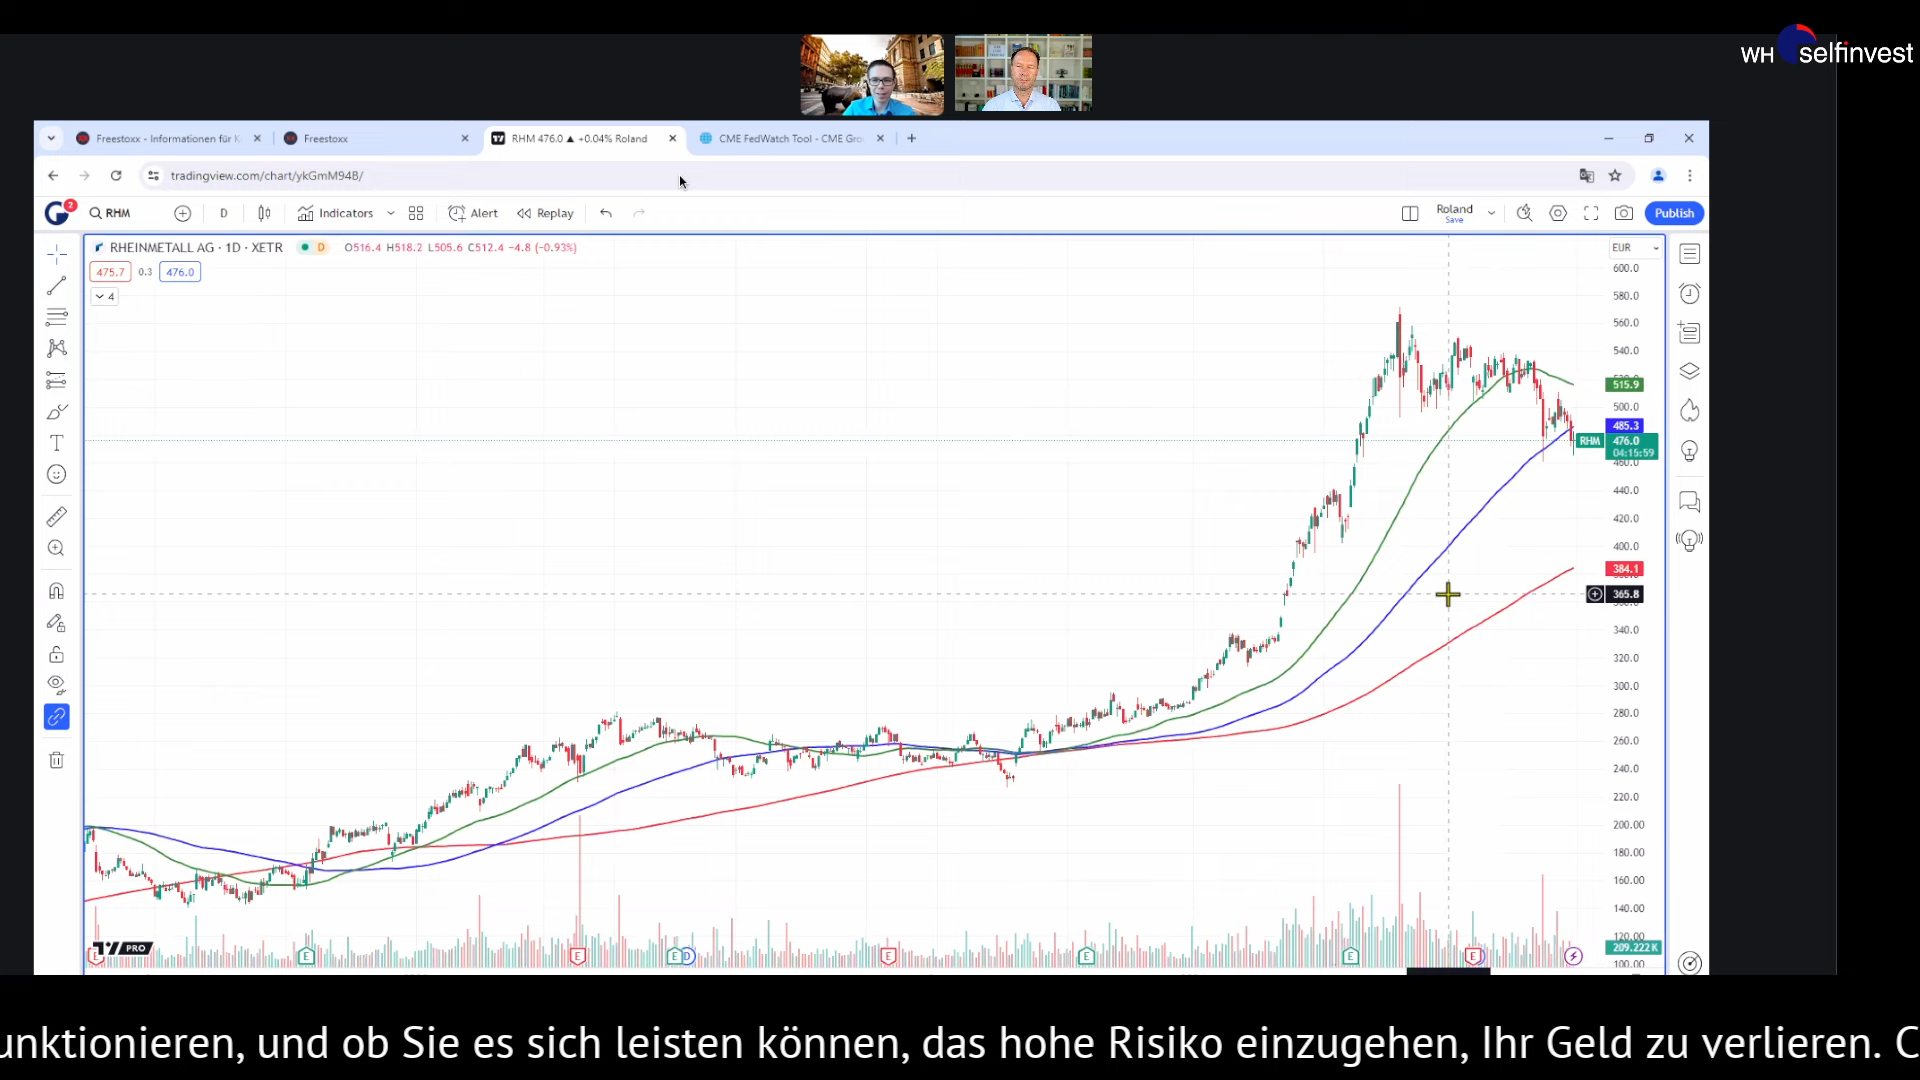 WH selfinvest
Freestoxx - Informationen für K
Freestoxx
RHM 476.0 ▲ +0.04% Roland
CME FedWatch Tool - CME Gro
tradingview.com/chart/ykGmM94B/
2
RHM
D
Indicators
Alert
Replay
Roland
Save
Publish
RHEINMETALL AG · 1D · XETR
D
O516.4 H518.2 L505.6 C512.4 −4.8 (−0.93%)
EUR
475.7
0.3
476.0
4
600.0
580.0
560.0
540.0
515.9
500.0
485.3
RHM
476.0
04:15:59
460.0
440.0
420.0
400.0
384.1
365.8
340.0
320.0
300.0
280.0
260.0
240.0
220.0
200.00
180.00
160.00
140.00
120.00
209.222 K
100.00
PRO
E
E
E
E
D
E
E
E
E
unktionieren, und ob Sie es sich leisten können, das hohe Risiko einzugehen, Ihr Geld zu verlieren. C